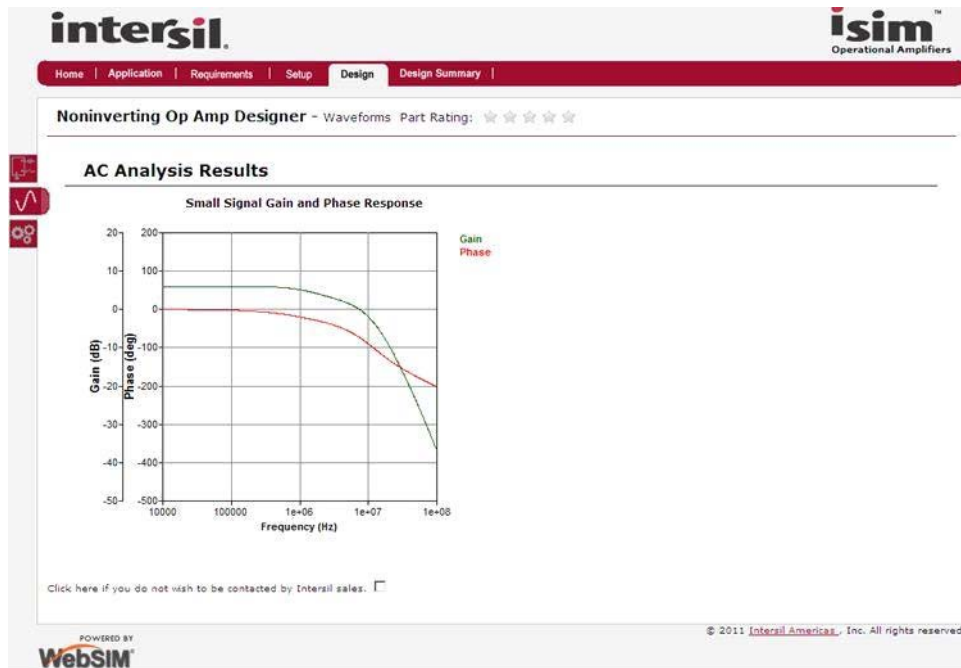 intersil.
isim™
Operational Amplifiers
Home | Application | Requirements | Setup Design Design Summary |
Noninverting Op Amp Designer - Waveforms Part Rating:
AC Analysis Results
Small Signal Gain and Phase Response
Gain
Phase
20 200
10 100
0 0
-10 -100
-20 -200
-30 -300
-40 -400
-50 -500
Gain (dB)
Phase (deg)
10000 100000 1e+06 1e+07 1e+08
Frequency (Hz)
Click here if you do not wish to be contacted by Intersil sales.
© 2011 Intersil Americas , Inc. All rights reserved
POWERED BY
WebSIM